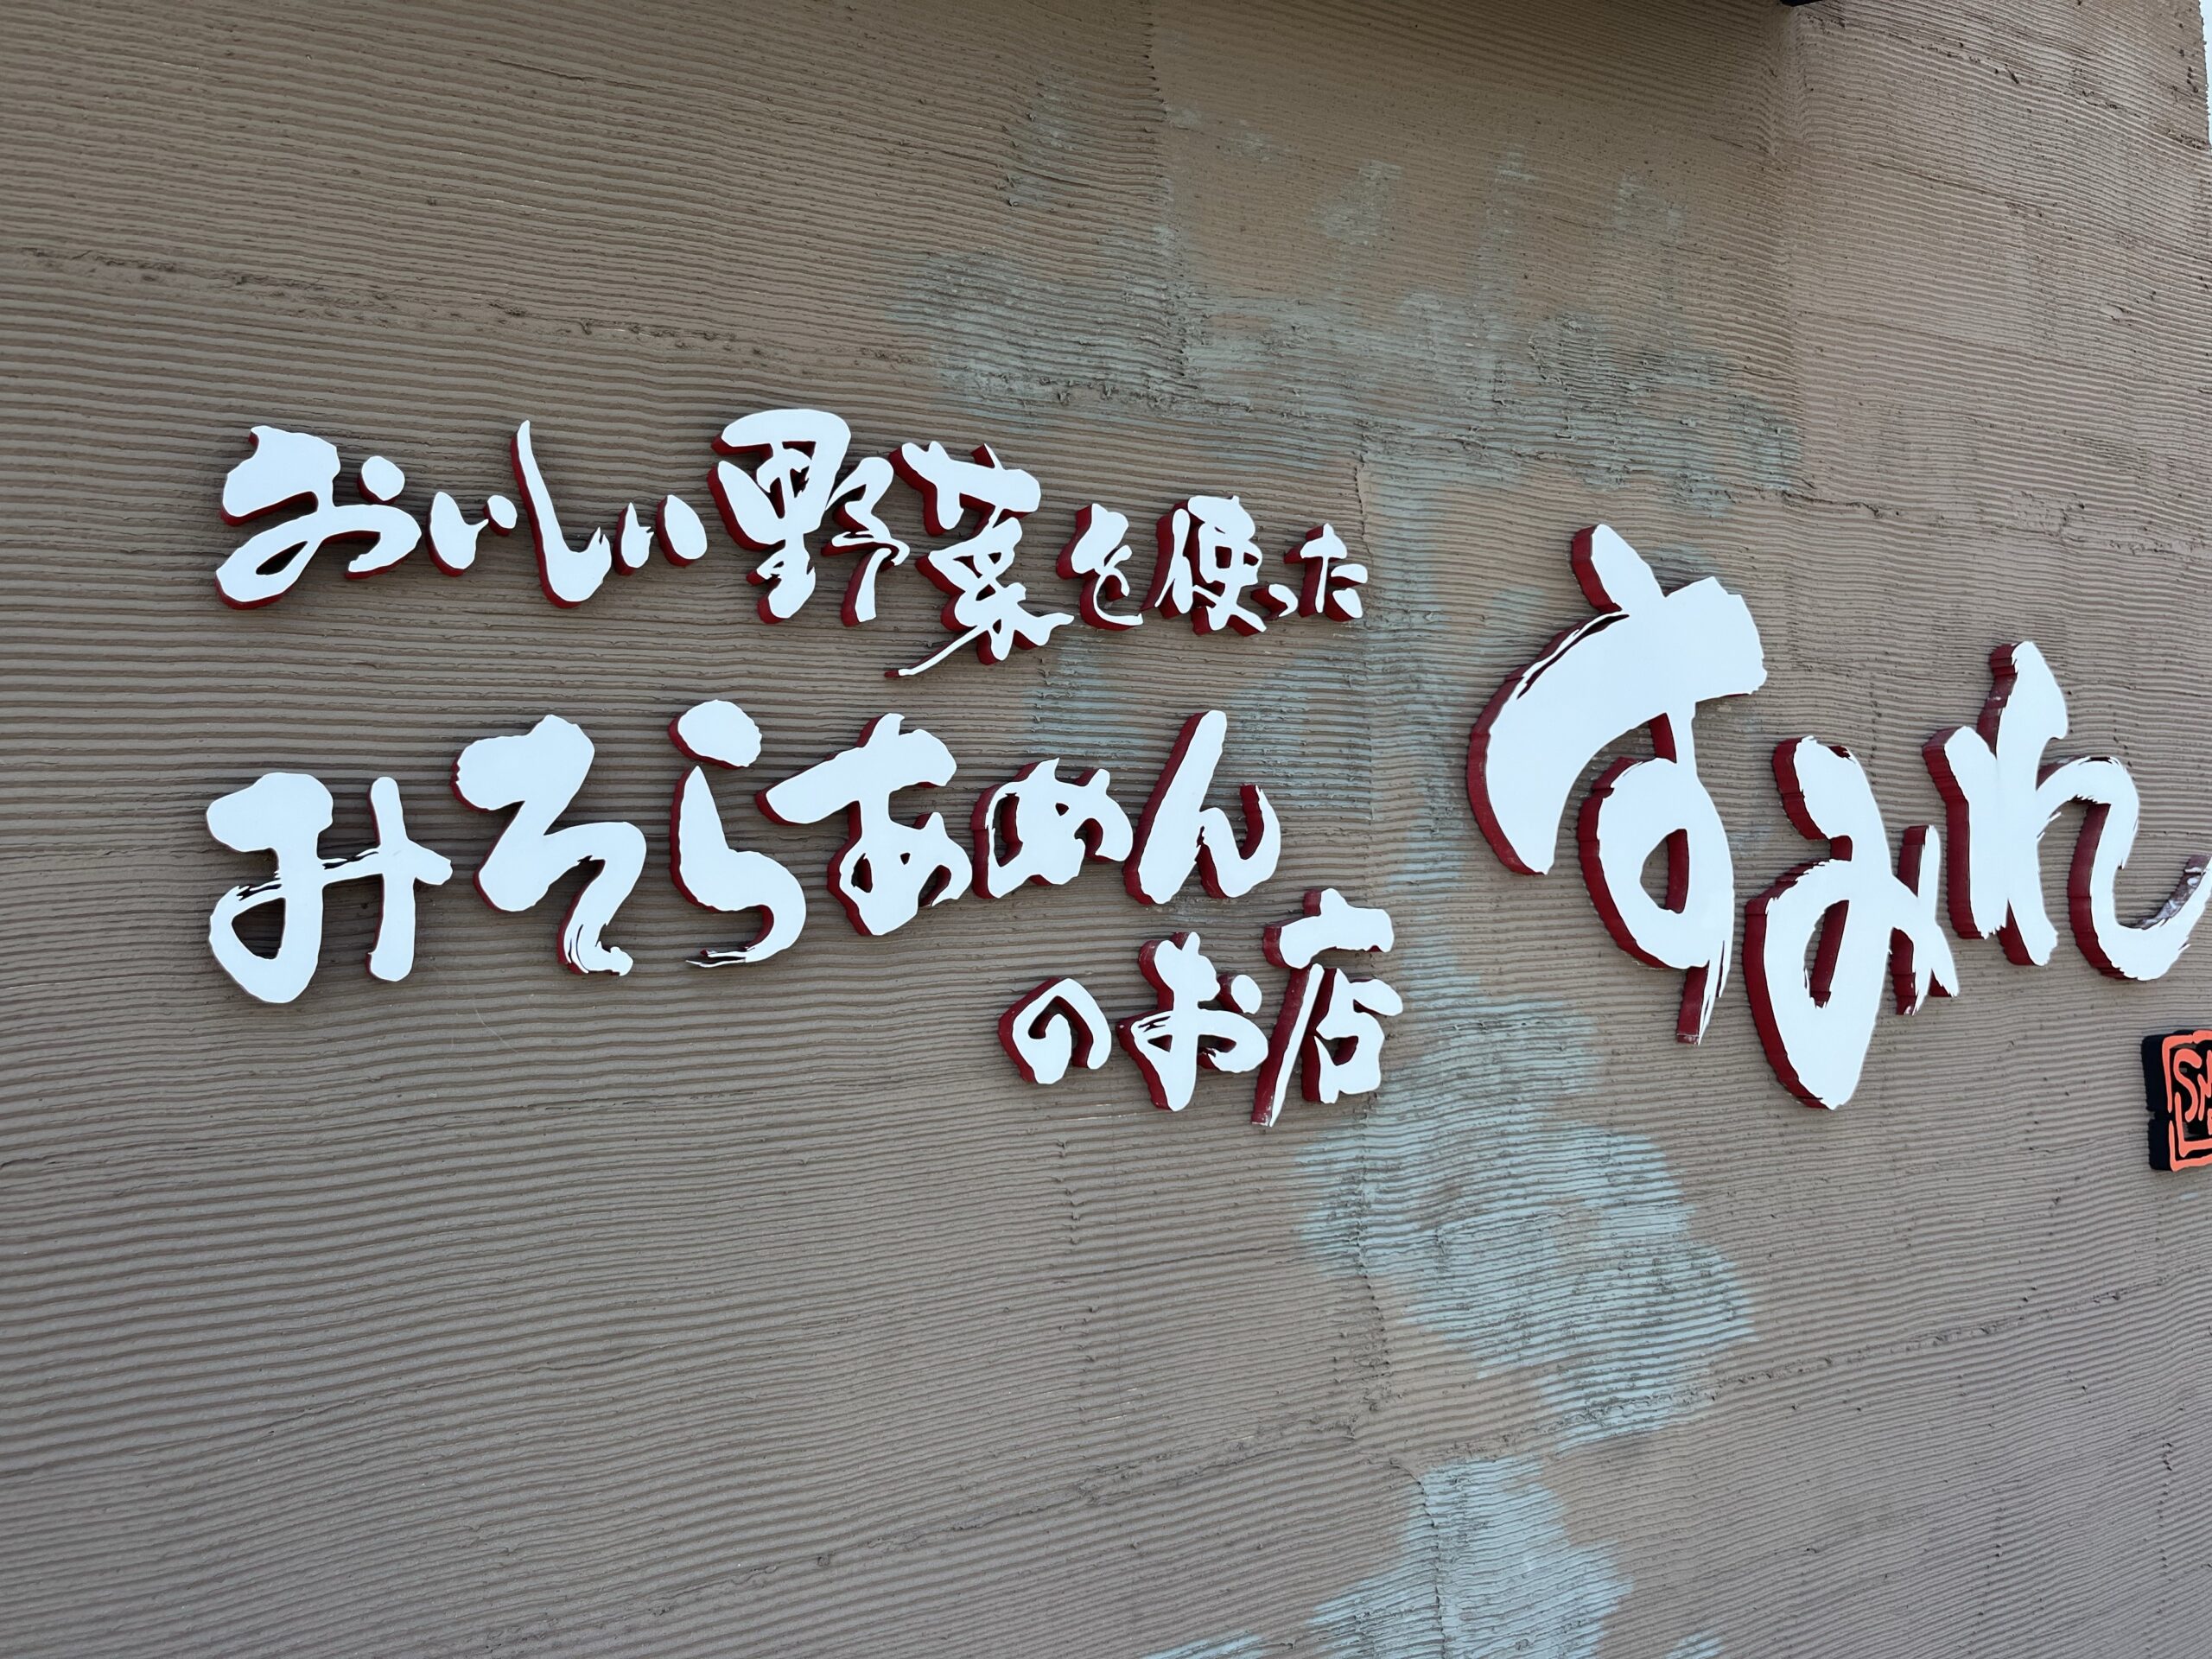 おいしい野菜を使った
みそらあめん
のお店
すみれ